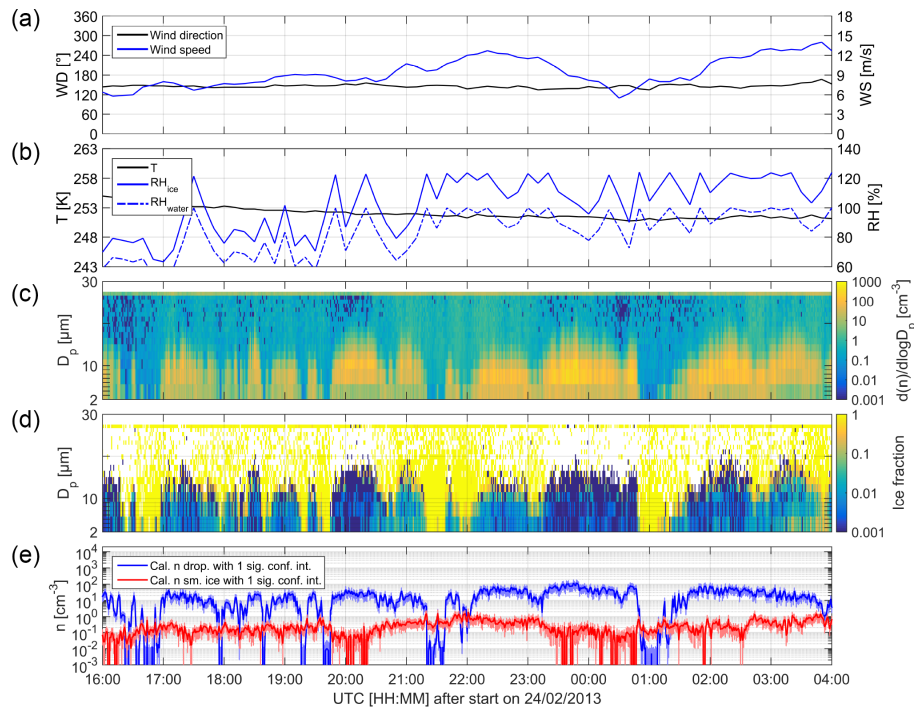 (a)
360
300
240
180
120
60
0
WD [°]
Wind direction
Wind speed
18
15
12
9
6
3
0
WS [m/s]
(b)
263
258
253
248
243
T [K]
T
RHice
RHwater
140
120
100
80
60
RH [%]
(c)
30
10
2
Dp [µm]
1000
100
10
1
0.1
0.01
0.001
d(n)/dlogDp [cm-3]
(d)
30
10
2
Dp [µm]
1
0.1
0.01
0.001
Ice fraction
(e)
10^4
10^3
10^2
10^1
10^0
10^-1
10^-2
10^-3
n [cm-3]
Cal. n drop. with 1 sig. conf. int.
Cal. n sm. ice with 1 sig. conf. int.
16:00 17:00 18:00 19:00 20:00 21:00 22:00 23:00 00:00 01:00 02:00 03:00 04:00
UTC [HH:MM] after start on 24/02/2013